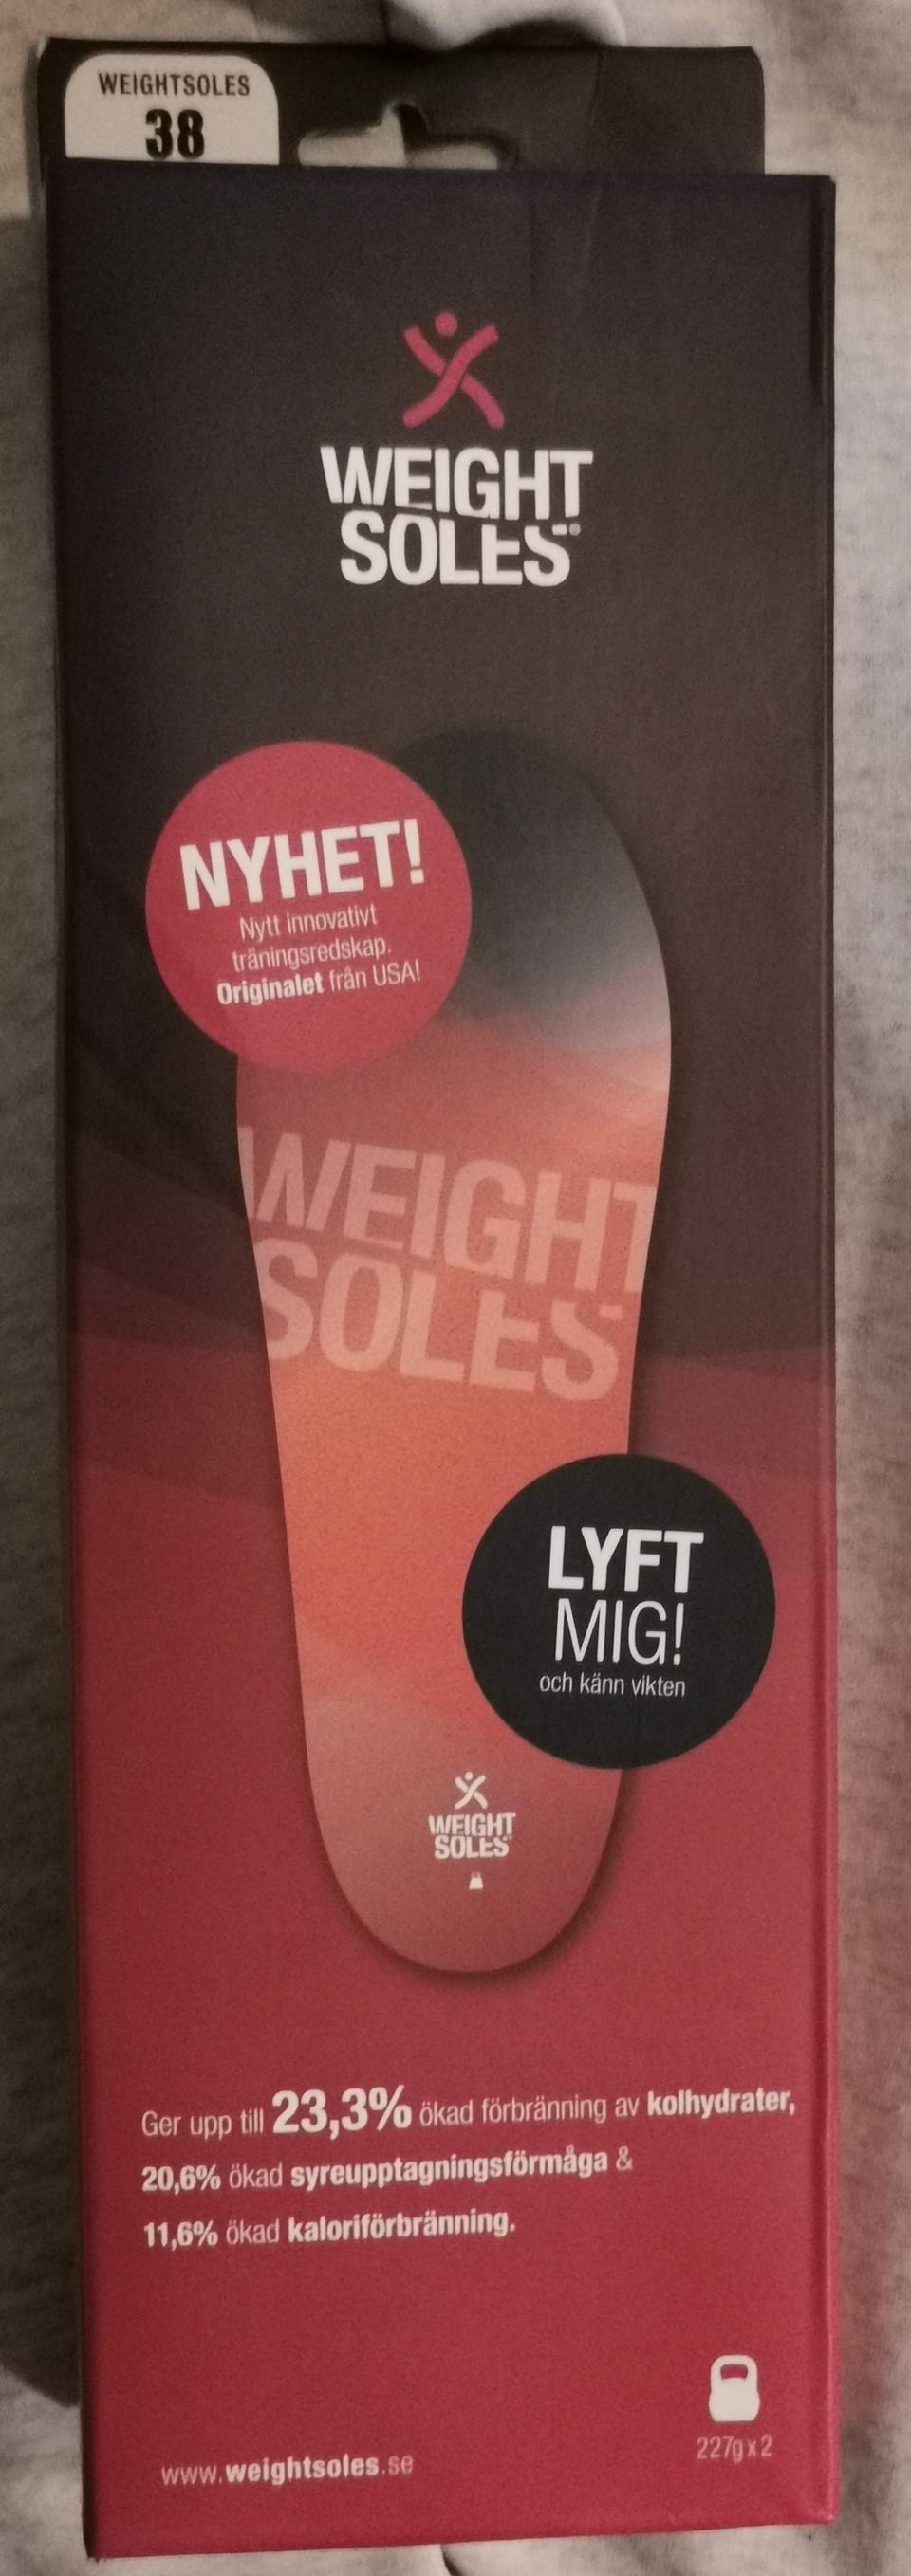 WEIGHTSOLES
38
WEIGHT
SOLES®
NYHET!
Nytt innovativt
träningsredskap.
Originalet från USA!
WEIGHT
SOLES
LYFT
MIG!
och känn vikten
WEIGHT
SOLES
Ger upp till 23,3% ökad förbränning av kolhydrater,
20,6% ökad syreupptagningsförmåga &
11,6% ökad kaloriförbränning.
227g x 2
www.weightsoles.se